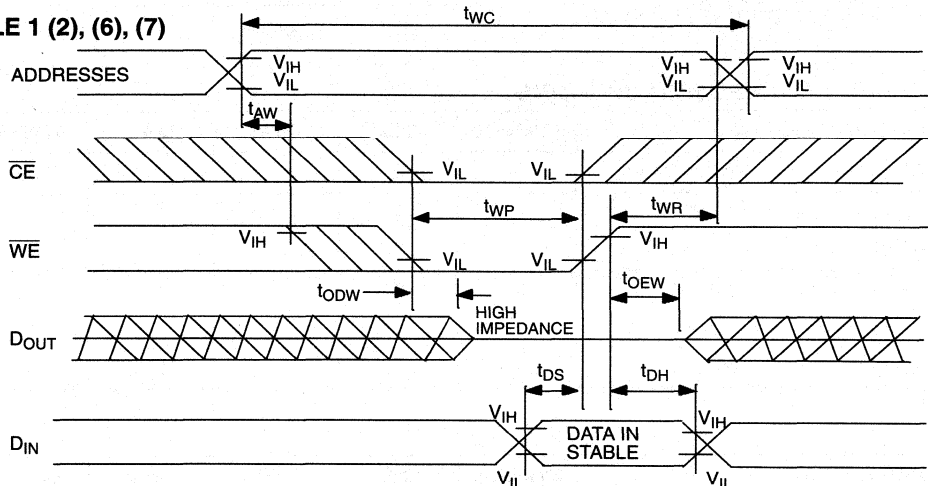 LE 1 (2), (6), (7)
tWC
ADDRESSES
VIH
VIL
VIH
VIL
VIH
VIL
tAW
CE
VIL
VIL
tWP
tWR
WE
VIH
VIL
VIL
VIH
tODW
tOEW
HIGH
IMPEDANCE
DOUT
tDS
tDH
VIH
VIH
DIN
DATA IN
STABLE
VIL
VIL